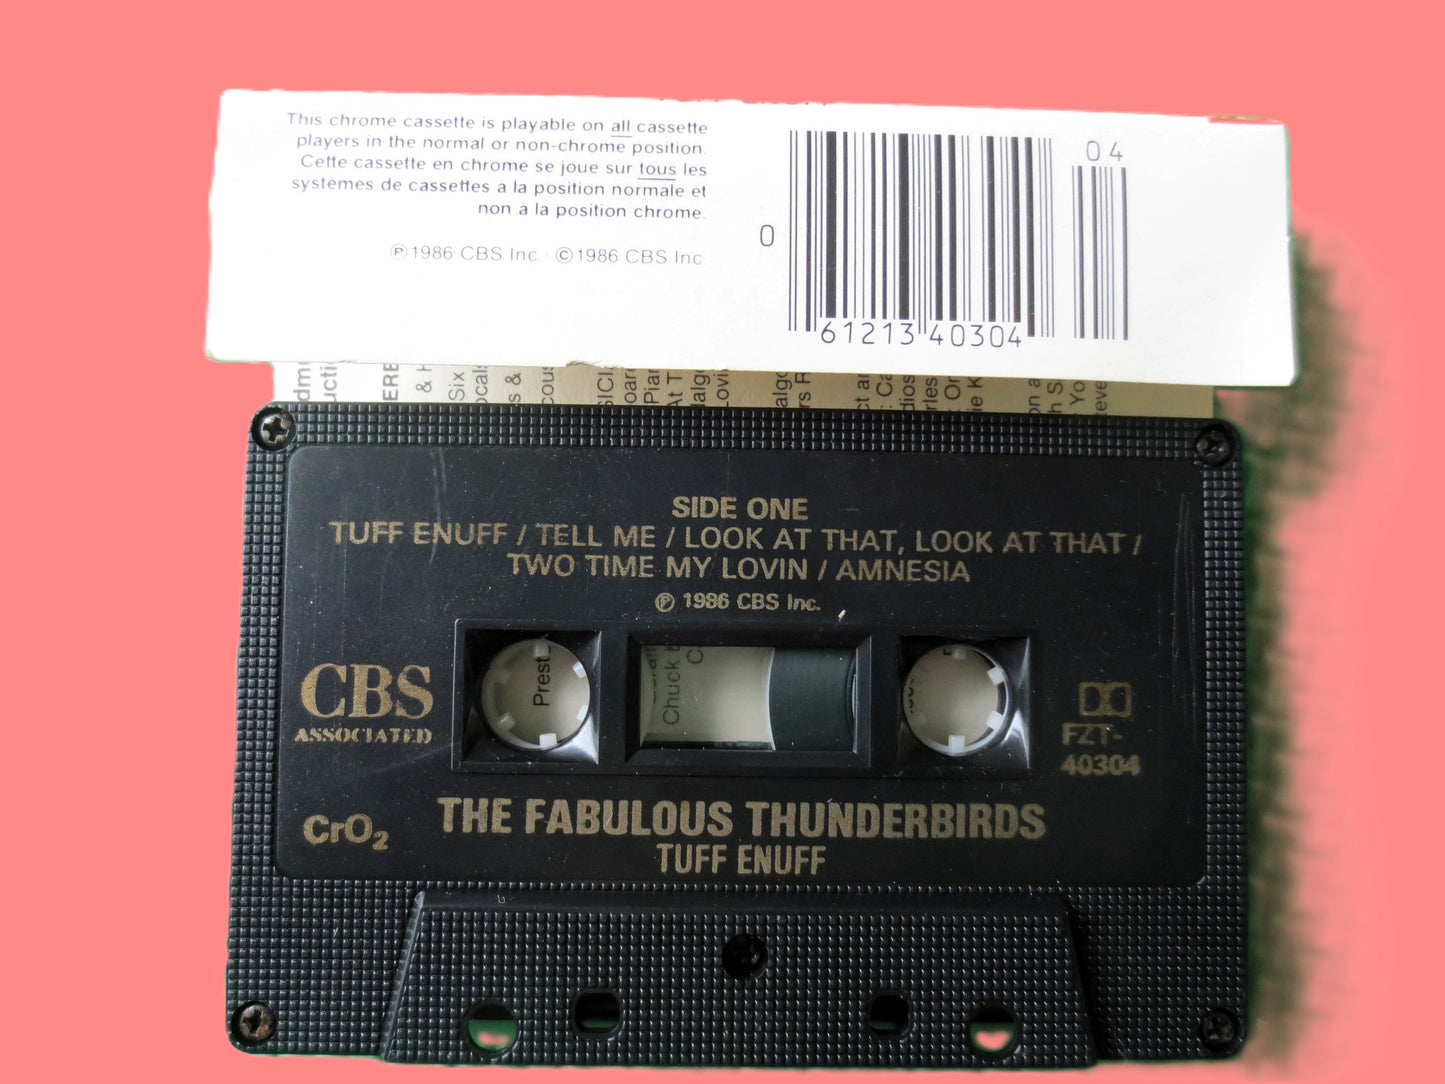 This chrome cassette is playable on all cassette
players in the normal or non-chrome position.
Cette cassette en chrome se joue sur tous les
systemes de cassettes a la position normale et
non a la position chrome.
℗1986 CBS Inc. ©1986 CBS Inc.
04
0
61213 40304
SIDE ONE
TUFF ENUFF / TELL ME / LOOK AT THAT, LOOK AT THAT /
TWO TIME MY LOVIN / AMNESIA
℗ 1986 CBS Inc.
CBS
ASSOCIATED
Prest
Chuck
FZT-
40304
CrO2
THE FABULOUS THUNDERBIRDS
TUFF ENUFF